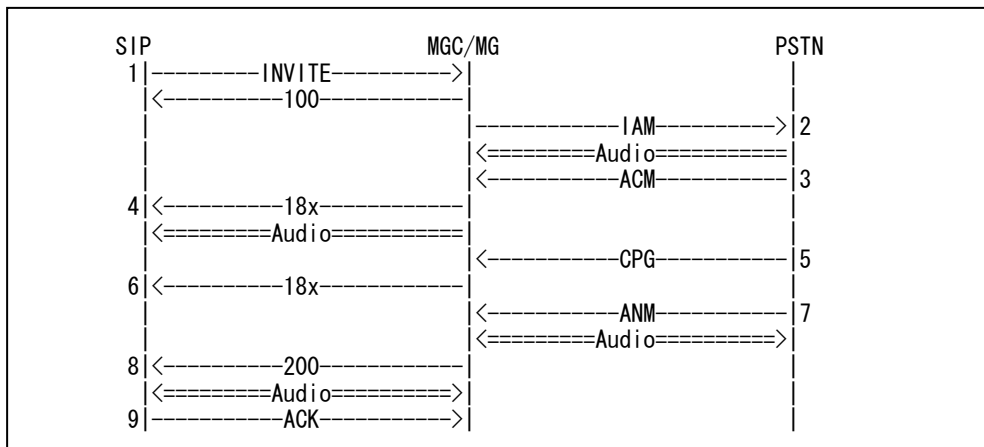 SIP MGC/MG PSTN
1|---------INVITE---------->| |
|<----------100-----------| |
| |------------IAM---------->|2
| |<=========Audio===========|
| |<----------ACM-----------|3
4|<----------18x-----------| |
|<=========Audio===========| |
| |<----------CPG-----------|5
6|<----------18x-----------| |
| |<----------ANM-----------|7
| |<=========Audio==========>|
8|<----------200-----------| |
|<=========Audio==========>| |
9|-----------ACK---------->| |